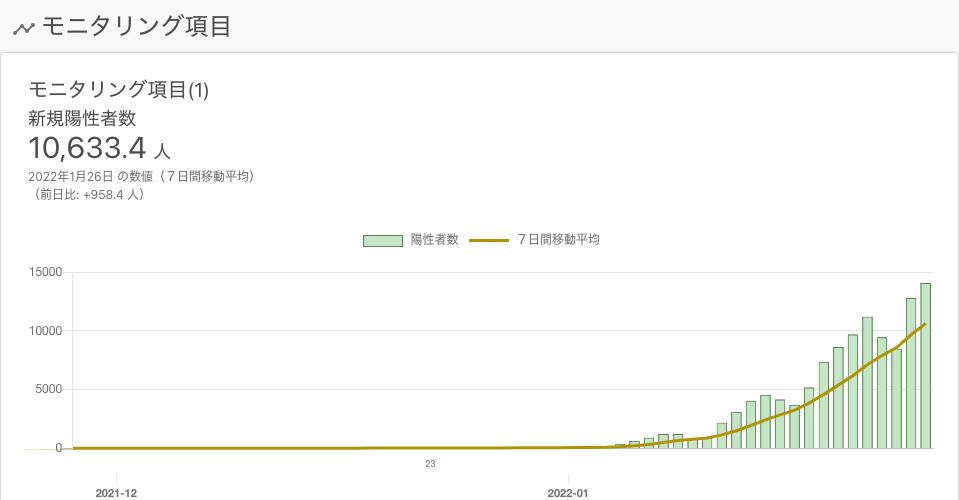 モニタリング項目
モニタリング項目(1)
新規陽性者数
10,633.4 人
2022年1月26日 の数値（７日間移動平均）
（前日比: +958.4 人）
陽性者数 ７日間移動平均
15000
10000
5000
0
23
2021-12 2022-01